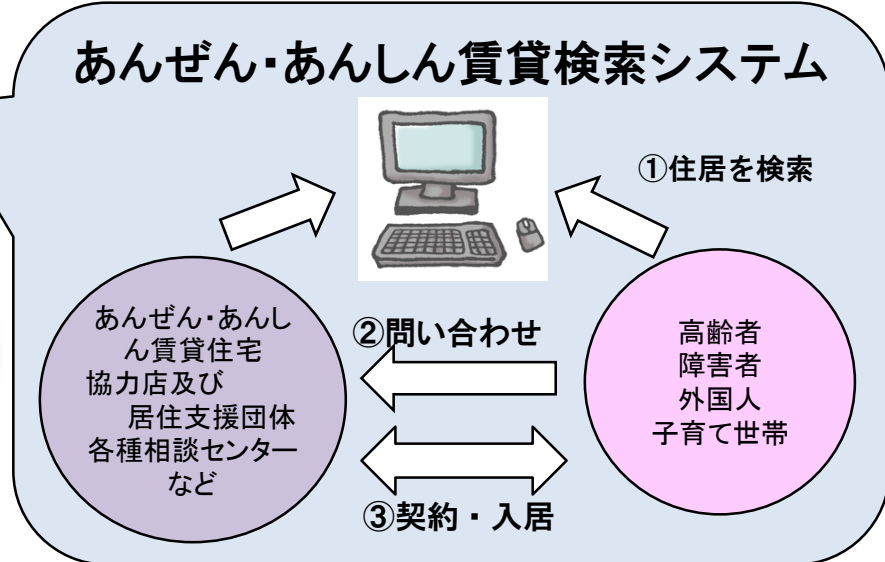 あんぜん・あんしん賃貸検索システム
①住居を検索
あんぜん・あんし
ん賃貸住宅
協力店及び
居住支援団体
各種相談センター
など
②問い合わせ
高齢者
障害者
外国人
子育て世帯
③契約・入居